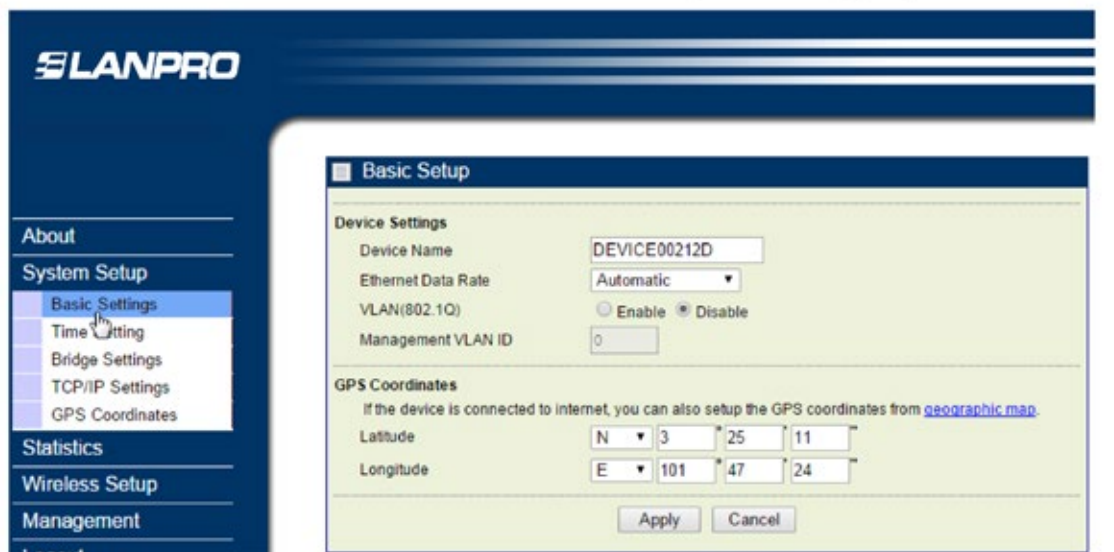 LANPRO
Basic Setup
About
System Setup
Basic Settings
Time
Bridge Settings
TCP/IP Settings
GPS Coordinates
Statistics
Wireless Setup
Management
Device Settings
Device Name DEVICE00212D
Ethernet Data Rate Automatic
VLAN(802.1Q) Enable Disable
Management VLAN ID 0
GPS Coordinates
If the device is connected to internet, you can also setup the GPS coordinates from geographic map.
Latitude N 3 ° 25 ' 11 "
Longitude E 101 ° 47 ' 24 "
Apply Cancel